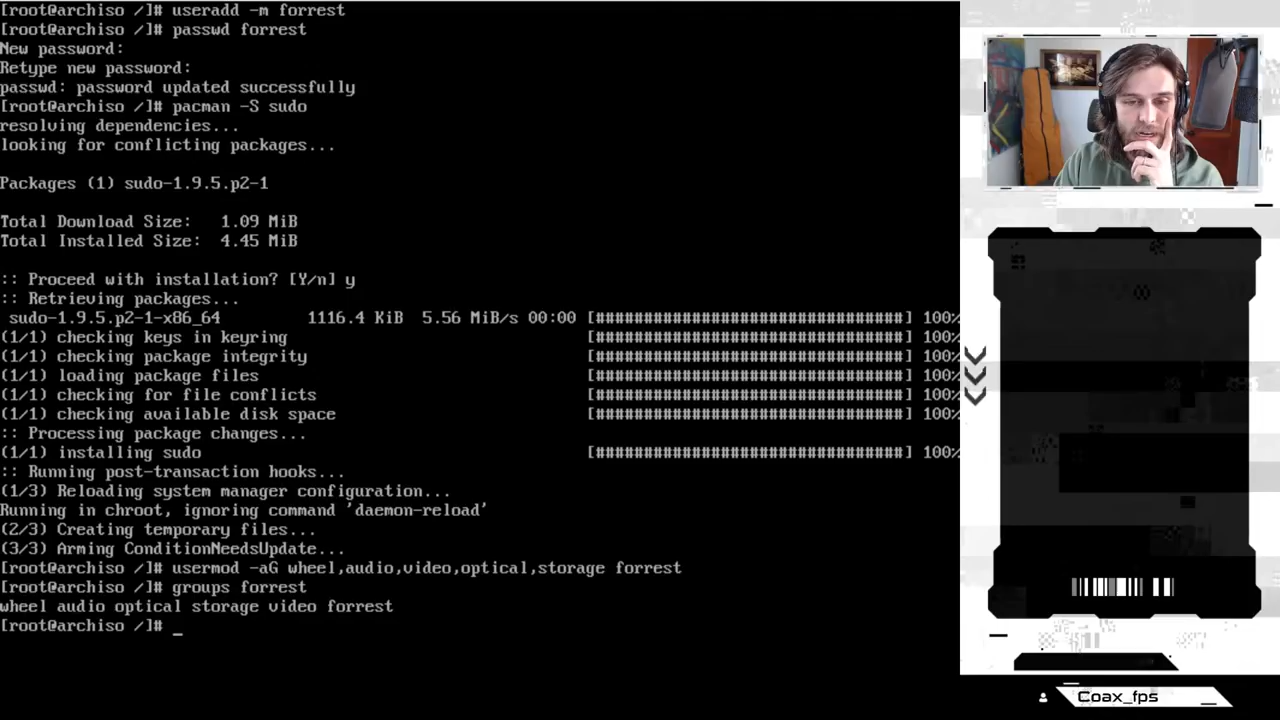 [root@archiso /]# useradd -m forrest
[root@archiso /]# passwd forrest
New password:
Retype new password:
passwd: password updated successfully
[root@archiso /]# pacman -S sudo
resolving dependencies...
looking for conflicting packages...
Packages (1) sudo-1.9.5.p2-1
Total Download Size:   1.09 MiB
Total Installed Size:  4.45 MiB
:: Proceed with installation? [Y/n] y
:: Retrieving packages...
sudo-1.9.5.p2-1-x86_64 1116.4 KiB 5.56 MiB/s 00:00 [################################] 100%
(1/1) checking keys in keyring [################################] 100%
(1/1) checking package integrity [################################] 100%
(1/1) loading package files [################################] 100%
(1/1) checking for file conflicts [################################] 100%
(1/1) checking available disk space [################################] 100%
:: Processing package changes...
(1/1) installing sudo [################################] 100%
:: Running post-transaction hooks...
(1/3) Reloading system manager configuration...
Running in chroot, ignoring command 'daemon-reload'
(2/3) Creating temporary files...
(3/3) Arming ConditionNeedsUpdate...
[root@archiso /]# usermod -aG wheel,audio,video,optical,storage forrest
[root@archiso /]# groups forrest
wheel audio optical storage video forrest
[root@archiso /]# _
Coax_fps